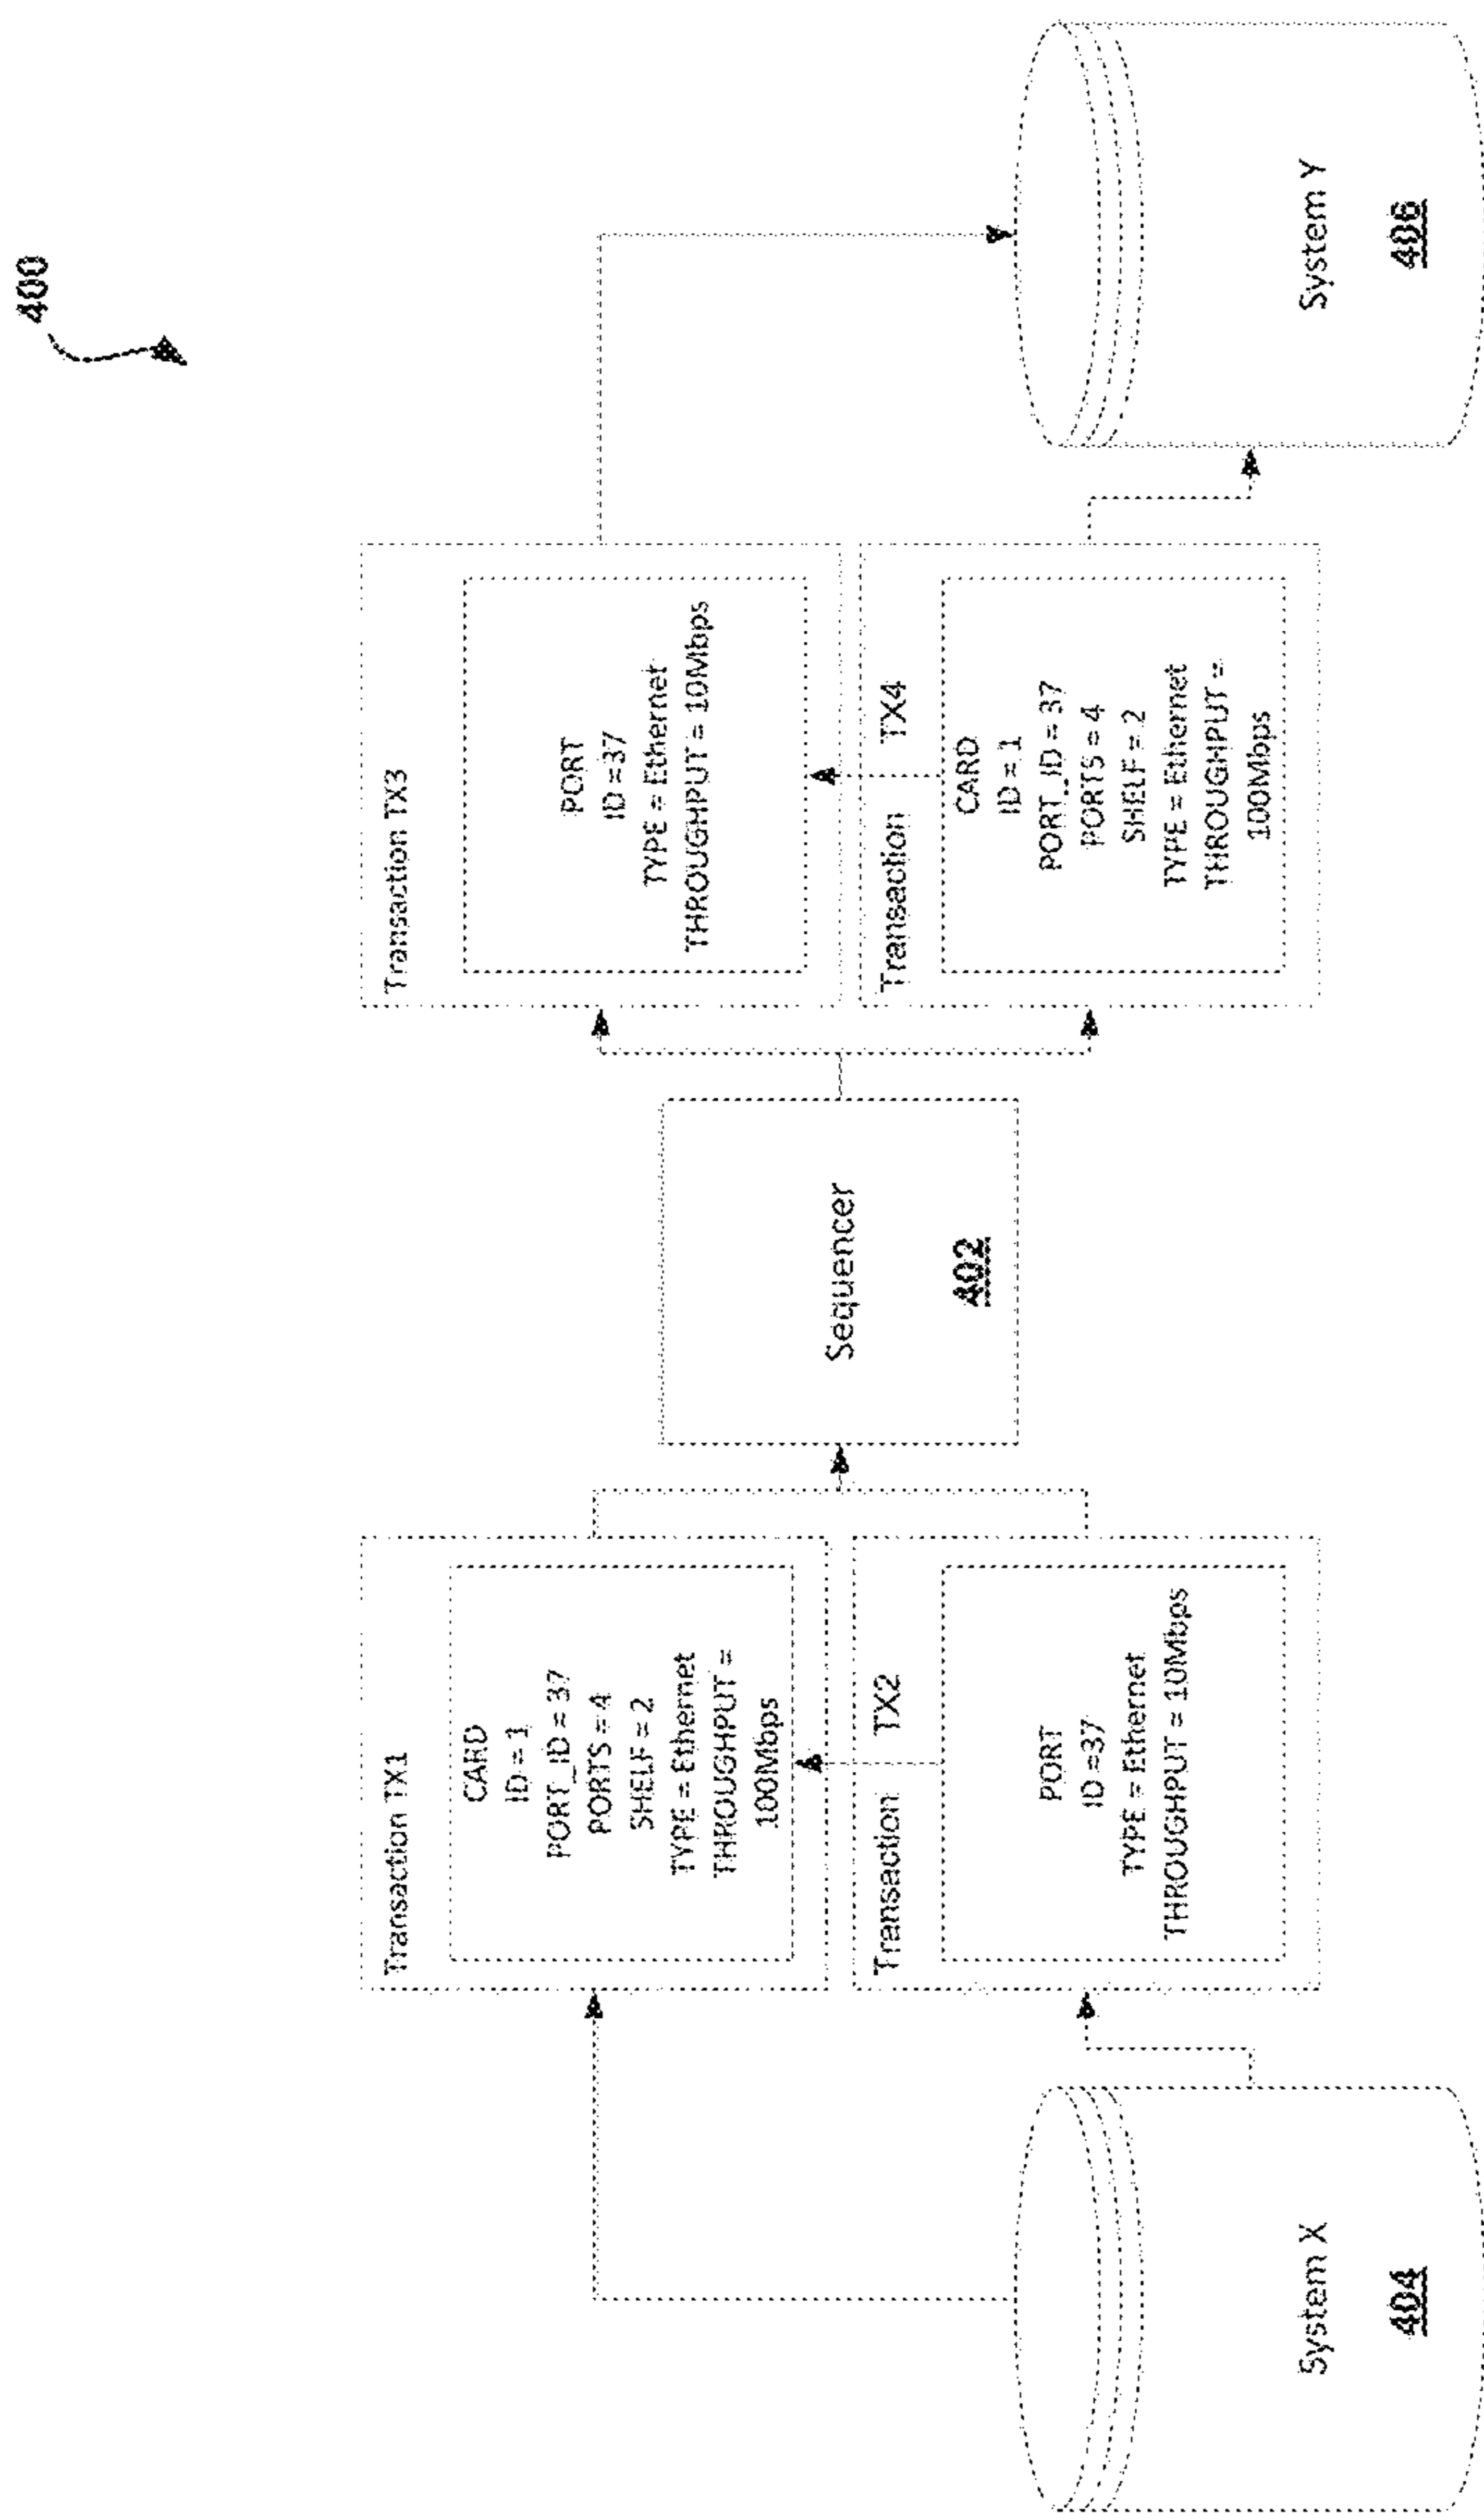 400
Transaction TX1
CARD
ID = 1
PORT_ID = 37
PORTS = 4
SHELF = 2
TYPE = Ethernet
THROUGHPUT =
100Mbps
Transaction TX2
PORT
ID =37
TYPE = Ethernet
THROUGHPUT = 10Mbps
System X
404
Sequencer
402
Transaction TX3
PORT
ID =37
TYPE = Ethernet
THROUGHPUT = 10Mbps
Transaction TX4
CARD
ID = 1
PORT_ID = 37
PORTS = 4
SHELF = 2
TYPE = Ethernet
THROUGHPUT =
100Mbps
System Y
406